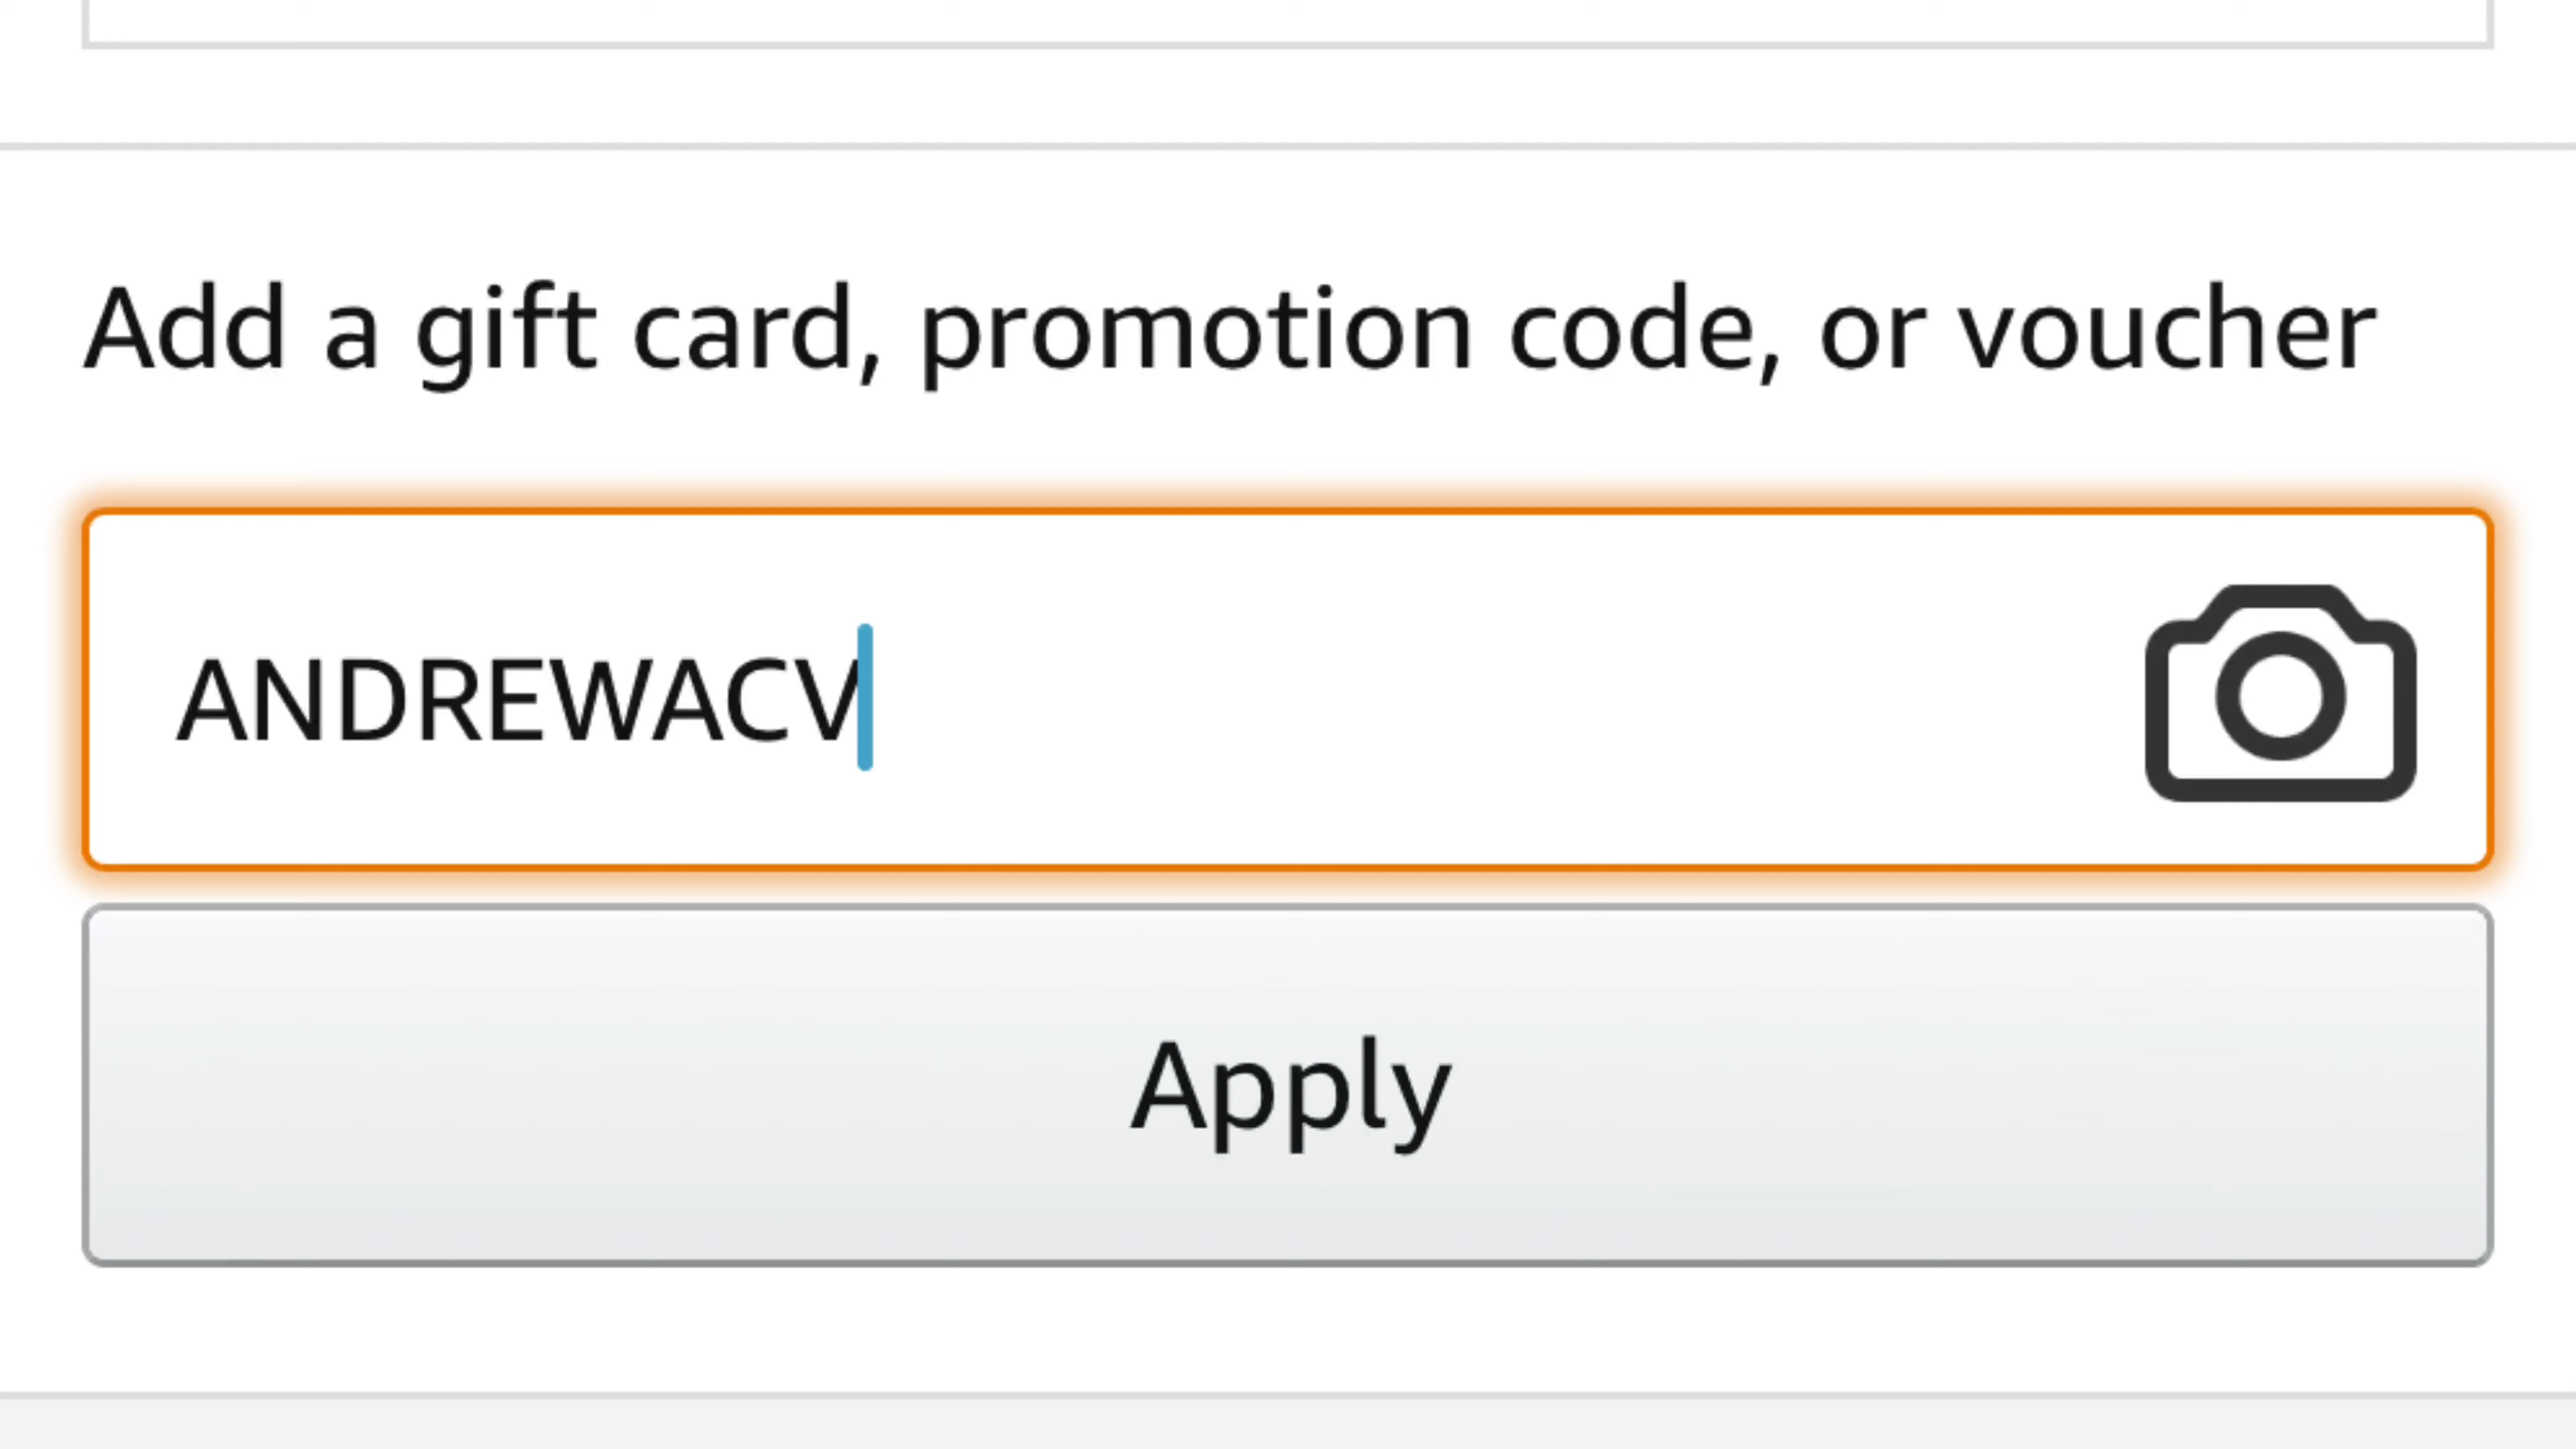 Add a gift card, promotion code, or voucher
ANDREWACV
Apply